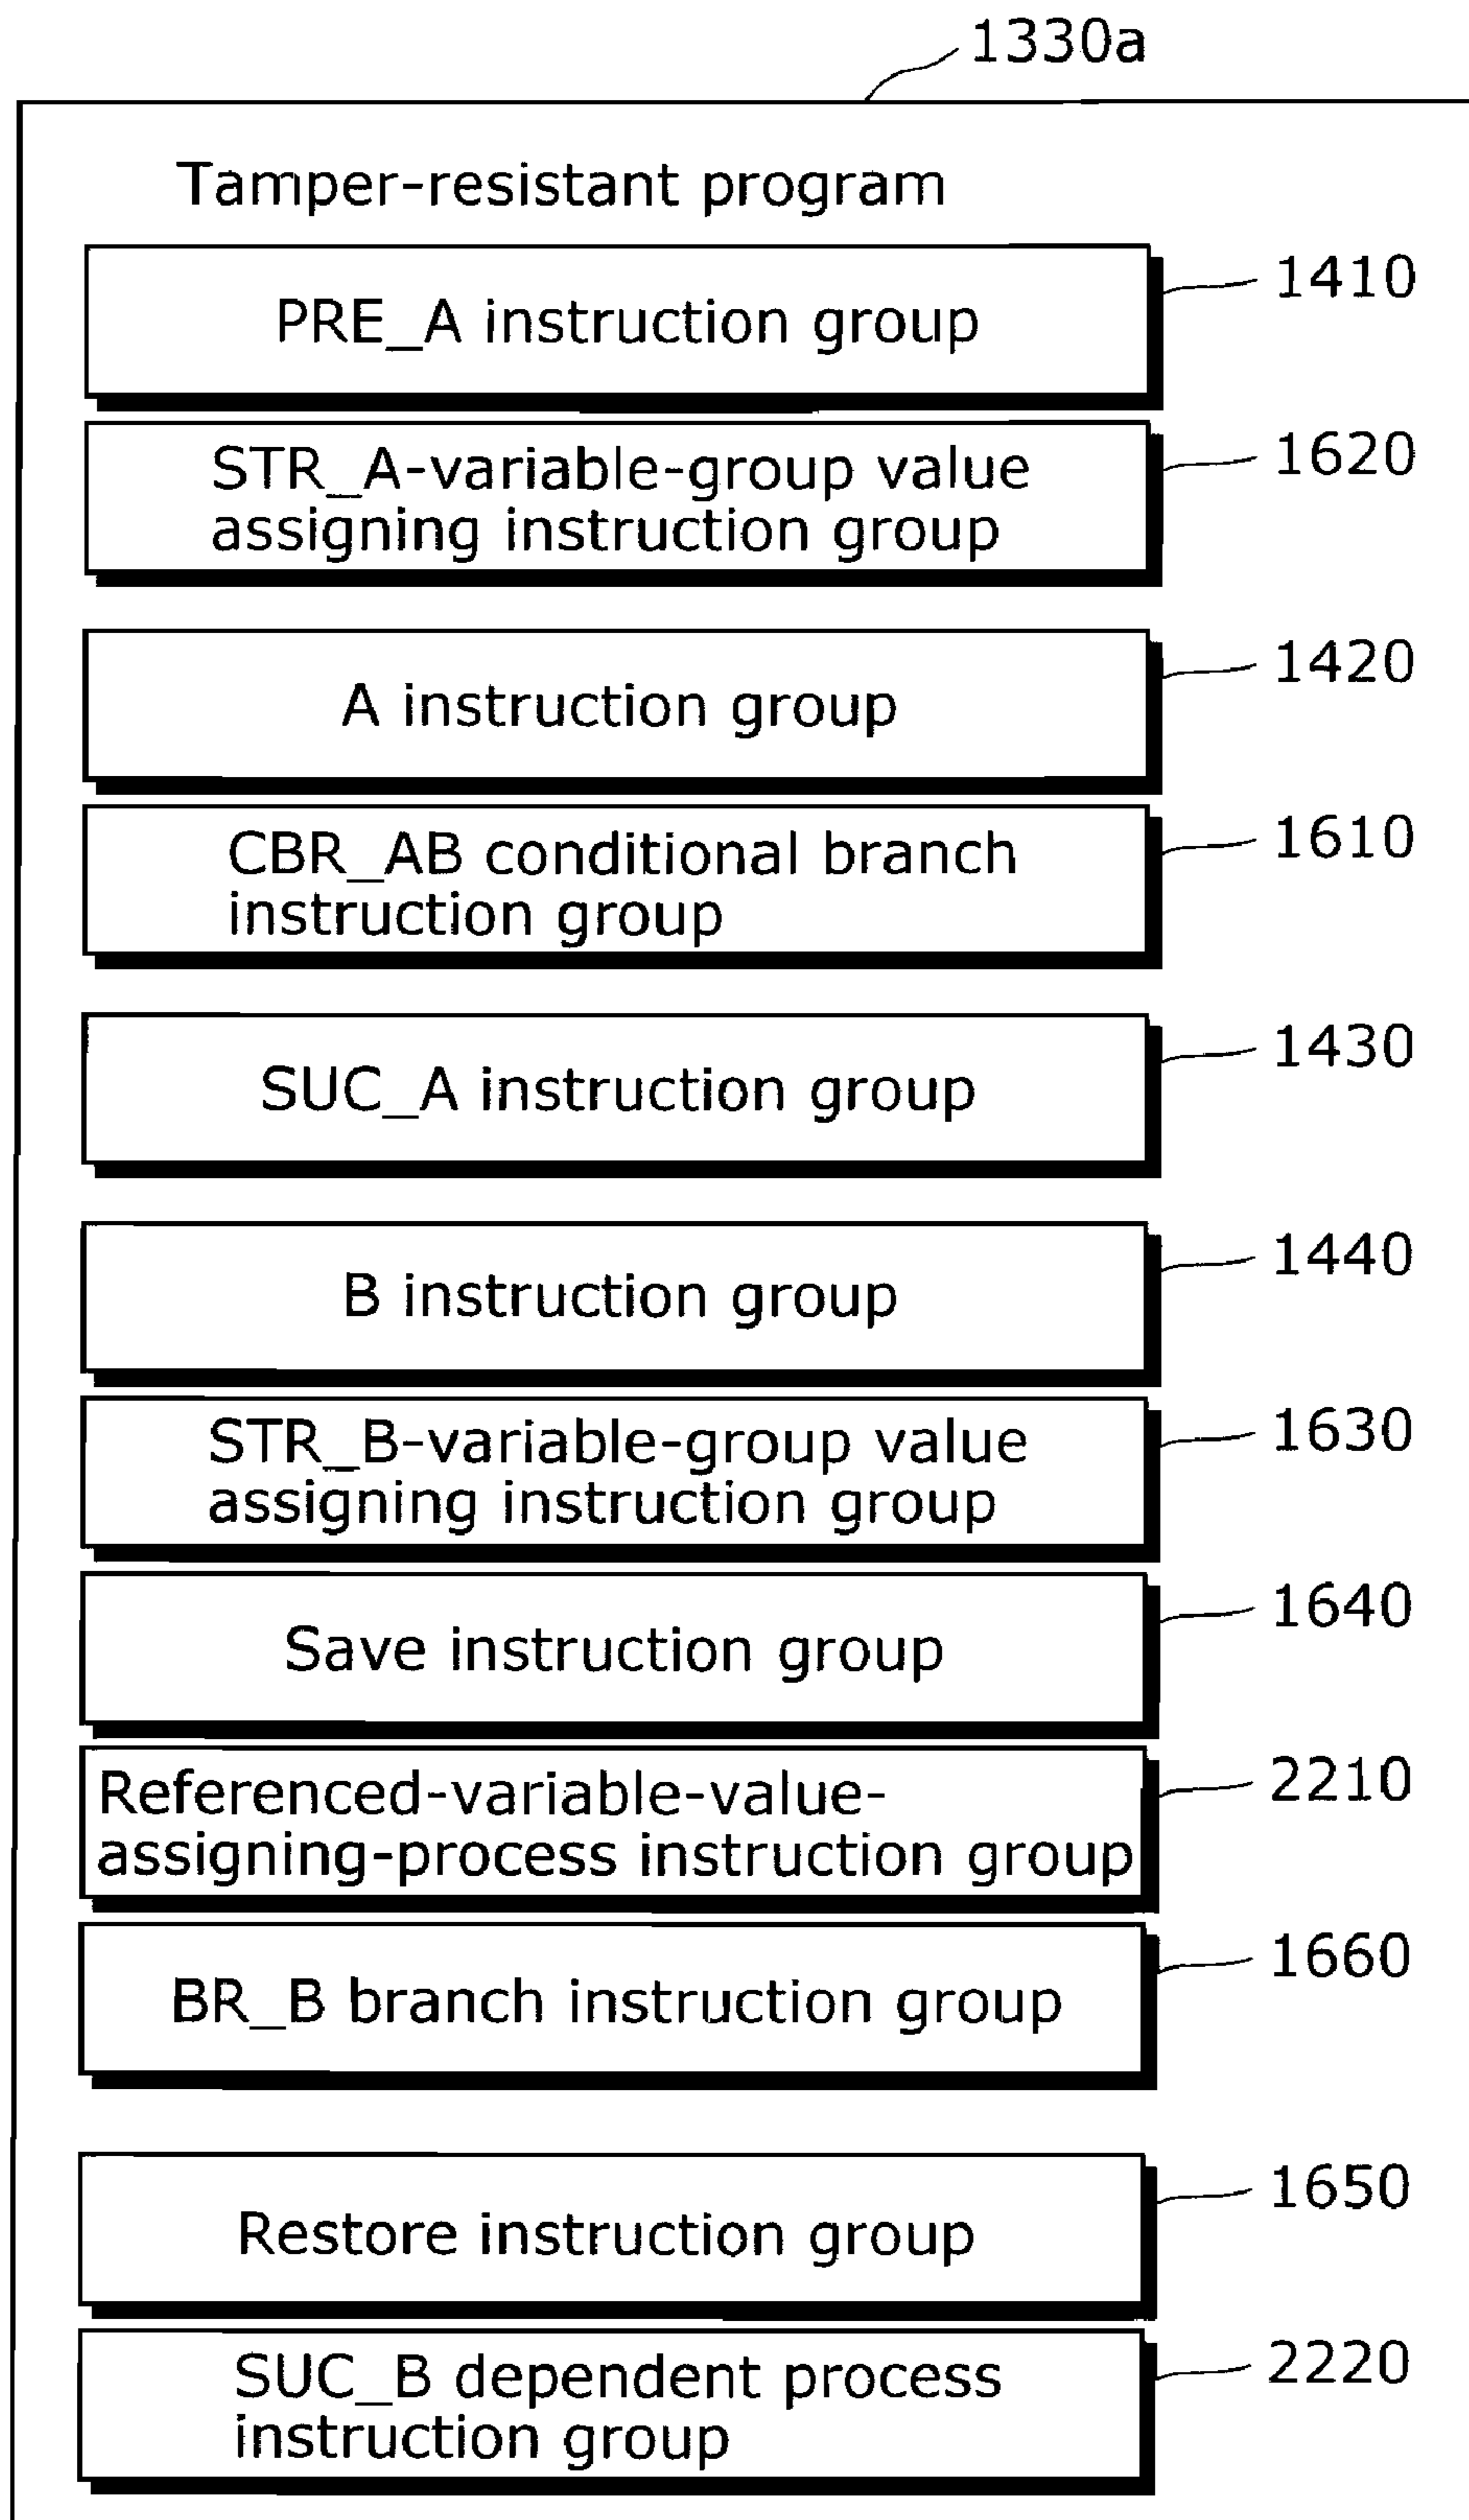 1330a
Tamper-resistant program
PRE_A instruction group
1410
STR_A-variable-group value
assigning instruction group
1620
A instruction group
1420
CBR_AB conditional branch
instruction group
1610
SUC_A instruction group
1430
B instruction group
1440
STR_B-variable-group value
assigning instruction group
1630
Save instruction group
1640
Referenced-variable-value-
assigning-process instruction group
2210
BR_B branch instruction group
1660
Restore instruction group
1650
SUC_B dependent process
instruction group
2220